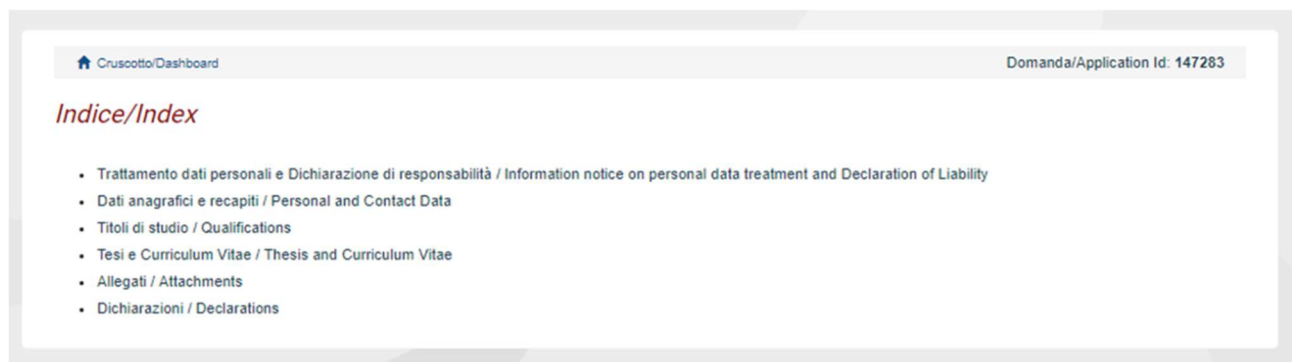 Cruscotto/Dashboard
Domanda/Application Id: 147283
Indice/Index
Trattamento dati personali e Dichiarazione di responsabilità / Information notice on personal data treatment and Declaration of Liability
Dati anagrafici e recapiti / Personal and Contact Data
Titoli di studio / Qualifications
Tesi e Curriculum Vitae / Thesis and Curriculum Vitae
Allegati / Attachments
Dichiarazioni / Declarations